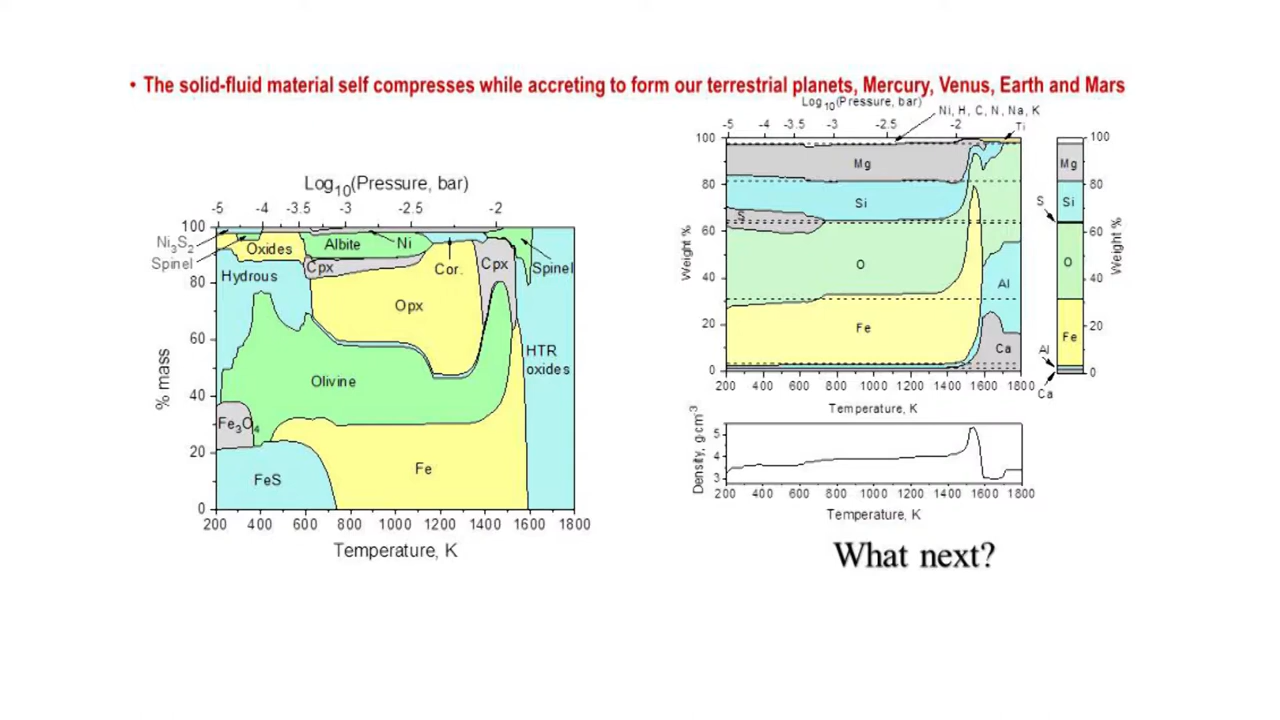 • The solid-fluid material self compresses while accreting to form our terrestrial planets, Mercury, Venus, Earth and Mars
Log10(Pressure, bar)
-5 -4 -3.5 -3 -2.5 -2
100
80
60
40
20
0
% mass
Ni3S2
Spinel
Oxides
Hydrous
Albite
Ni
Cpx
Cor.
Cpx
Spinel
Opx
HTR
oxides
Olivine
Fe3O4
FeS
Fe
200 400 600 800 1000 1200 1400 1600 1800
Temperature, K
Log10(Pressure, bar)
Ni, H, C, N, Na, K
Ti
-5 -4 -3.5 -3 -2.5 -2
100
80
60
40
20
0
Weight %
Mg
Si
S
O
Fe
Al
Ca
200 400 600 800 1000 1200 1400 1600 1800
Temperature, K
100
80
60
40
20
0
Weight %
Mg
S
Si
O
Fe
Al
Ca
Density, g·cm-3
5
4
3
200 400 600 800 1000 1200 1400 1600 1800
Temperature, K
What next?